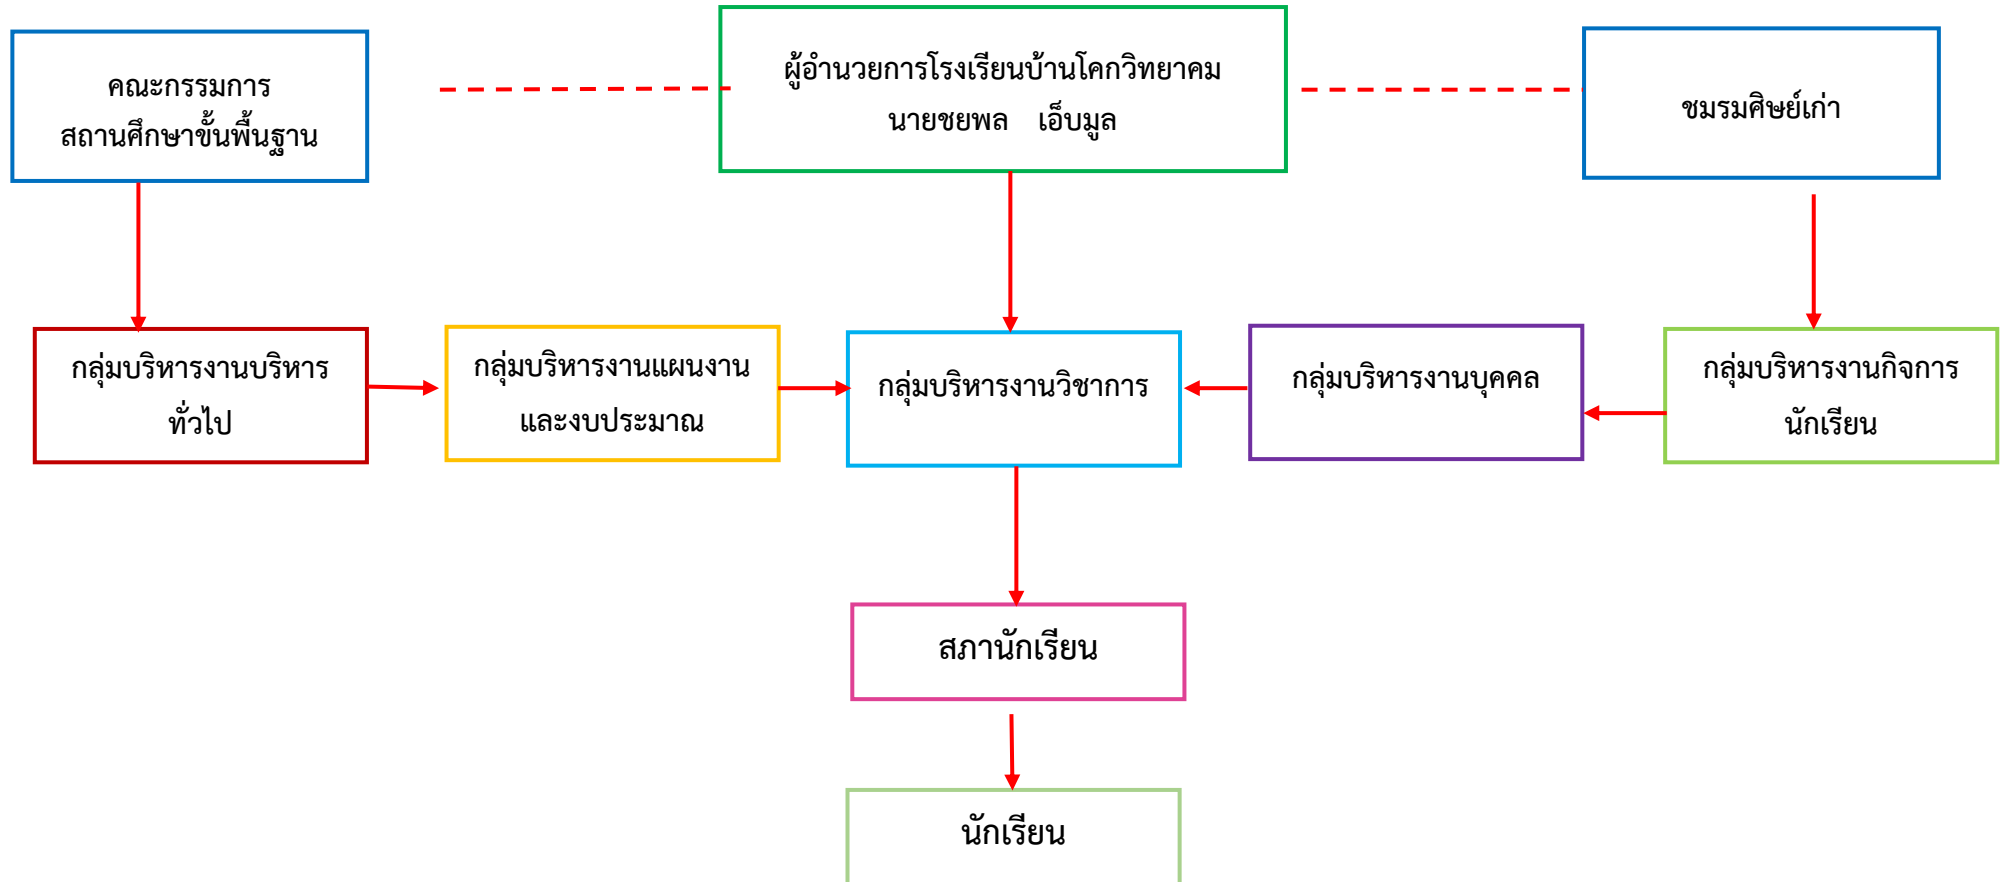 คณะกรรมการ
สถานศึกษาขั้นพื้นฐาน
ผู้อำนวยการโรงเรียนบ้านโคกวิทยาคม
นายชยพล เอ็บมูล
ชมรมศิษย์เก่า
กลุ่มบริหารงานบริหาร
ทั่วไป
กลุ่มบริหารงานแผนงาน
และงบประมาณ
กลุ่มบริหารงานวิชาการ
กลุ่มบริหารงานบุคคล
กลุ่มบริหารงานกิจการ
นักเรียน
สภานักเรียน
นักเรียน